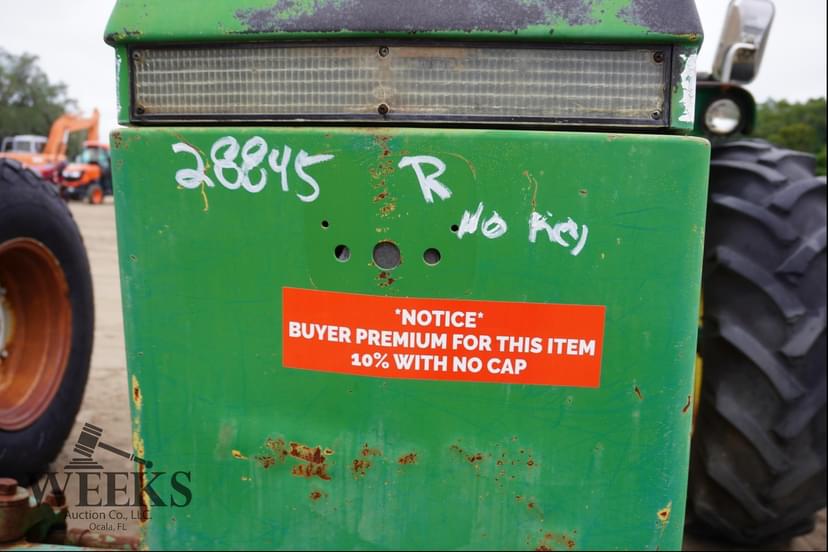 28845 R
No Key
*NOTICE*
BUYER PREMIUM FOR THIS ITEM
10% WITH NO CAP
WEEKS
Auction Co., LLC.
Ocala, FL